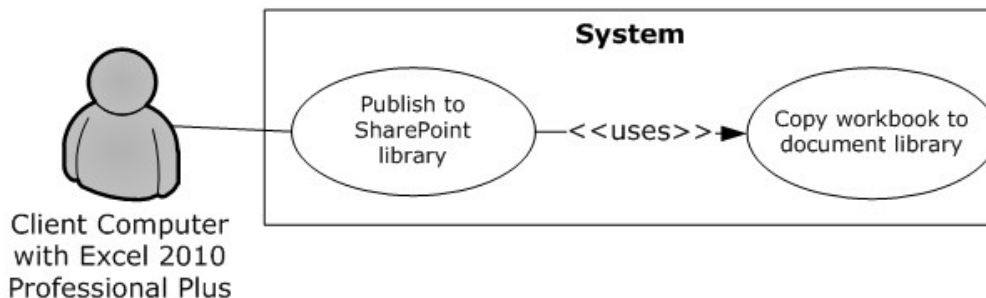 System
Publish to
SharePoint
library
<<uses>>
Copy workbook to
document library
Client Computer
with Excel 2010
Professional Plus